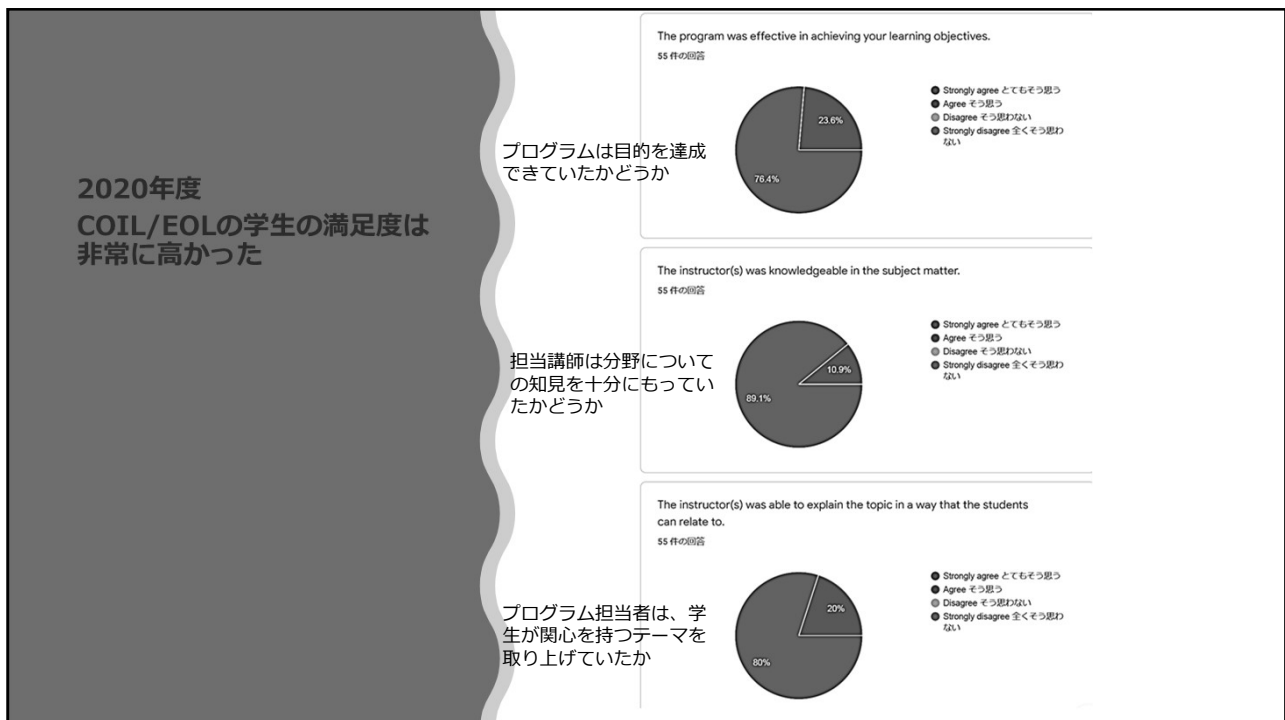 2020年度
COIL/EOLの学生の満足度は
非常に高かった
The program was effective in achieving your learning objectives.
55 件の回答
プログラムは目的を達成
できていたかどうか
23.6%
76.4%
Strongly agree とてもそう思う
Agree そう思う
Disagree そう思わない
Strongly disagree 全くそう思わ
ない
The instructor(s) was knowledgeable in the subject matter.
55 件の回答
担当講師は分野について
の知見を十分にもってい
たかどうか
10.9%
89.1%
Strongly agree とてもそう思う
Agree そう思う
Disagree そう思わない
Strongly disagree 全くそう思わ
ない
The instructor(s) was able to explain the topic in a way that the students
can relate to.
55 件の回答
プログラム担当者は、学
生が関心を持つテーマを
取り上げていたか
20%
80%
Strongly agree とてもそう思う
Agree そう思う
Disagree そう思わない
Strongly disagree 全くそう思わ
ない